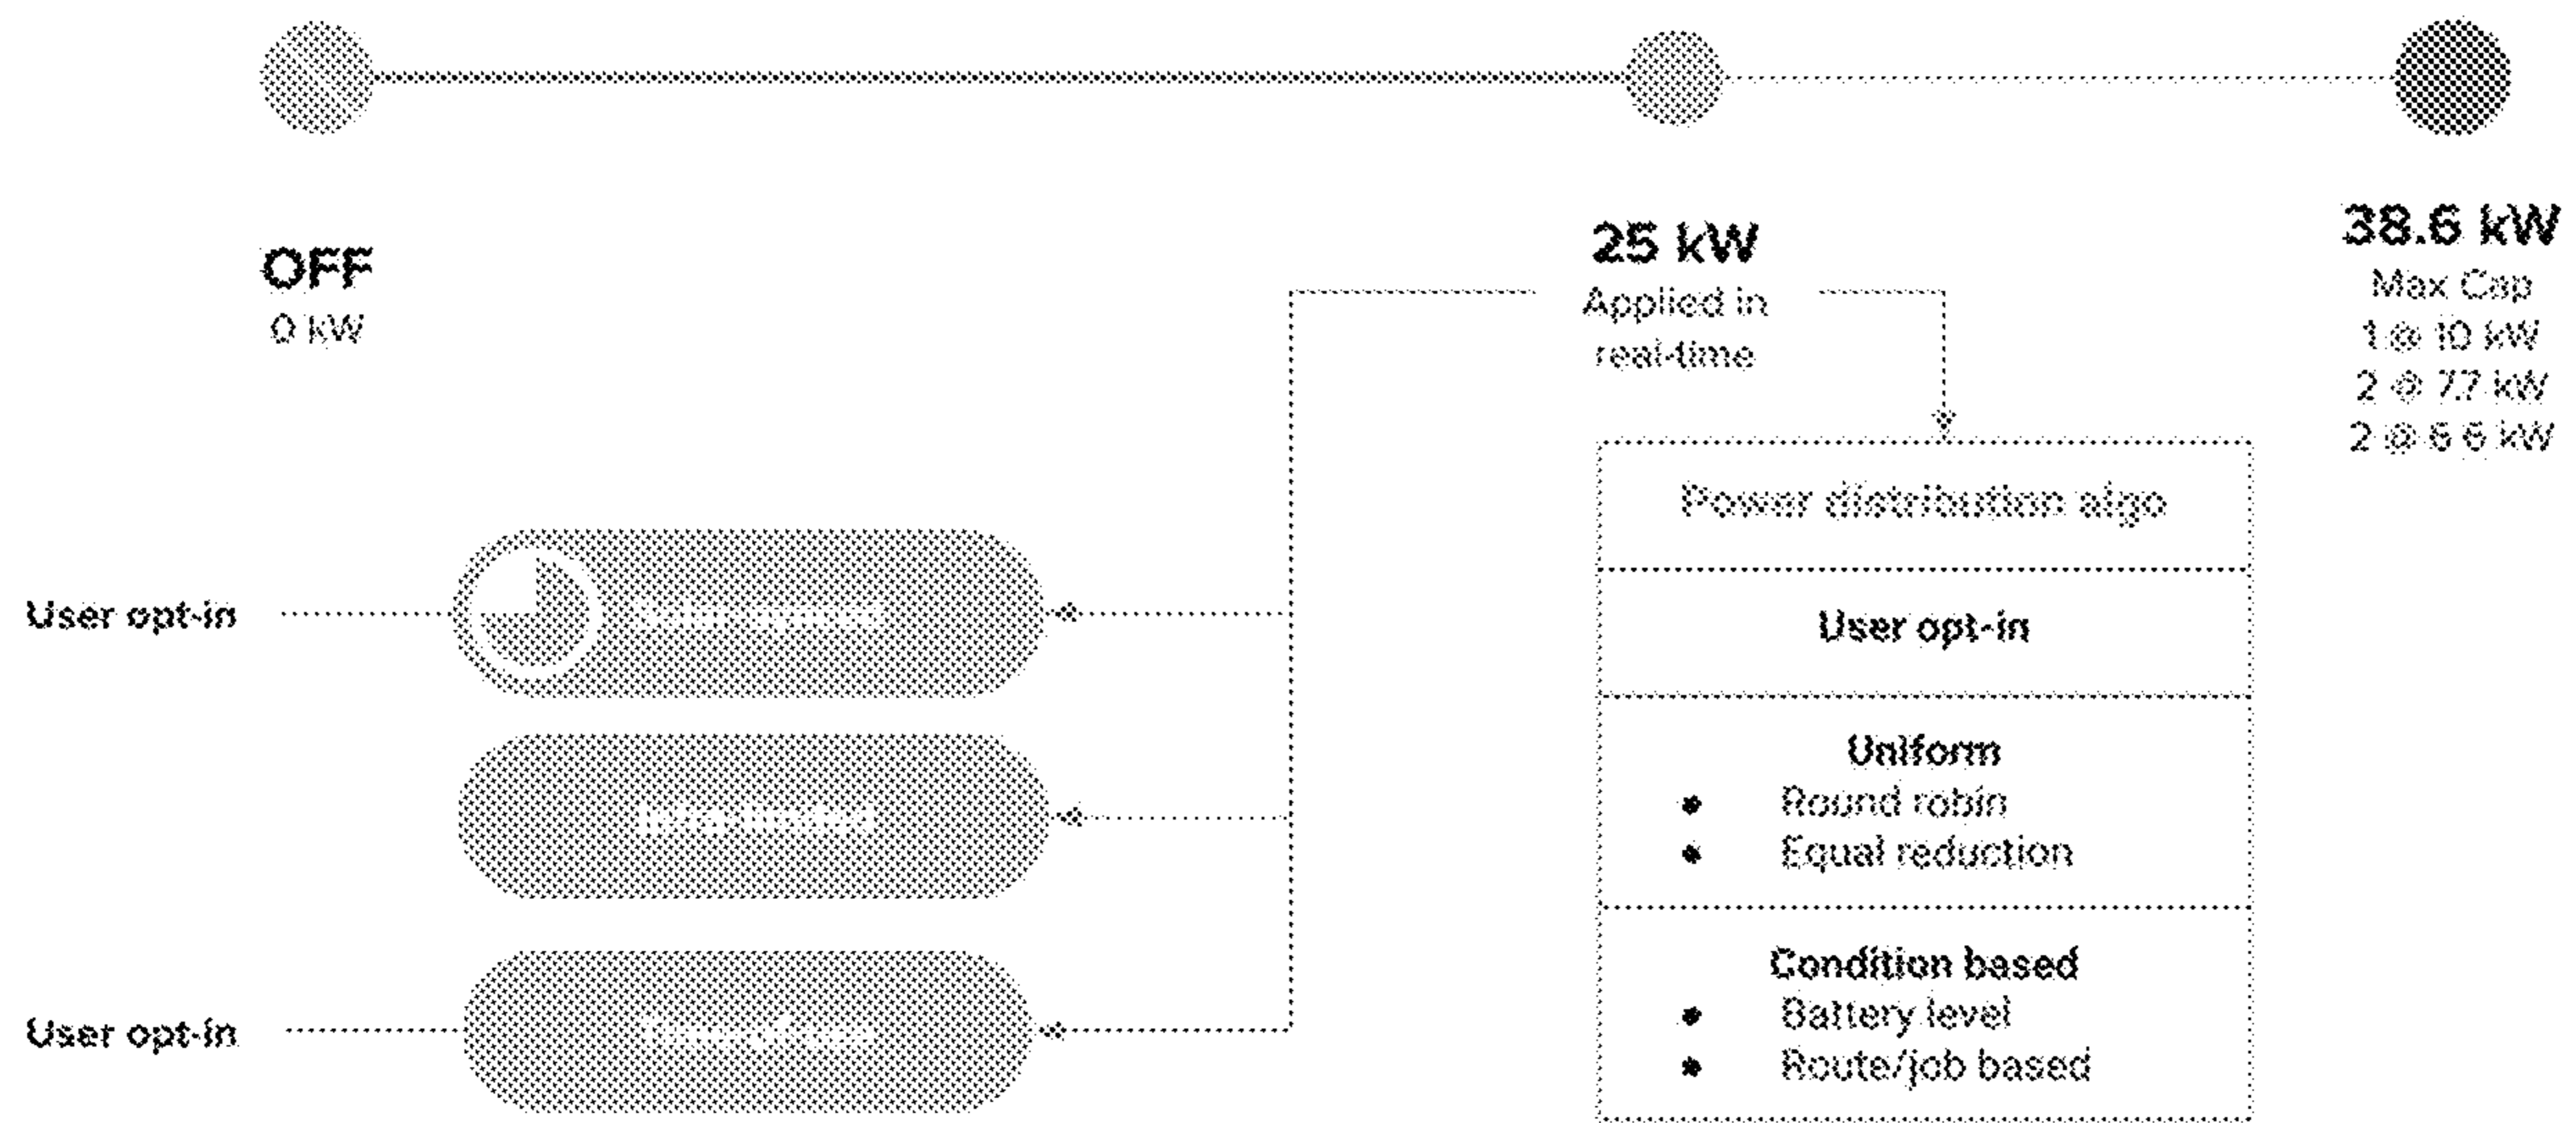 OFF
0 kW
25 kW
Applied in
real-time
38.6 kW
Max Cap
1 @ 10 kW
2 @ 7.7 kW
2 @ 6.6 kW
User opt-in
User opt-in
Power distribution algo
User opt-in
Uniform
• Round robin
• Equal reduction
Condition based
• Battery level
• Route/job based